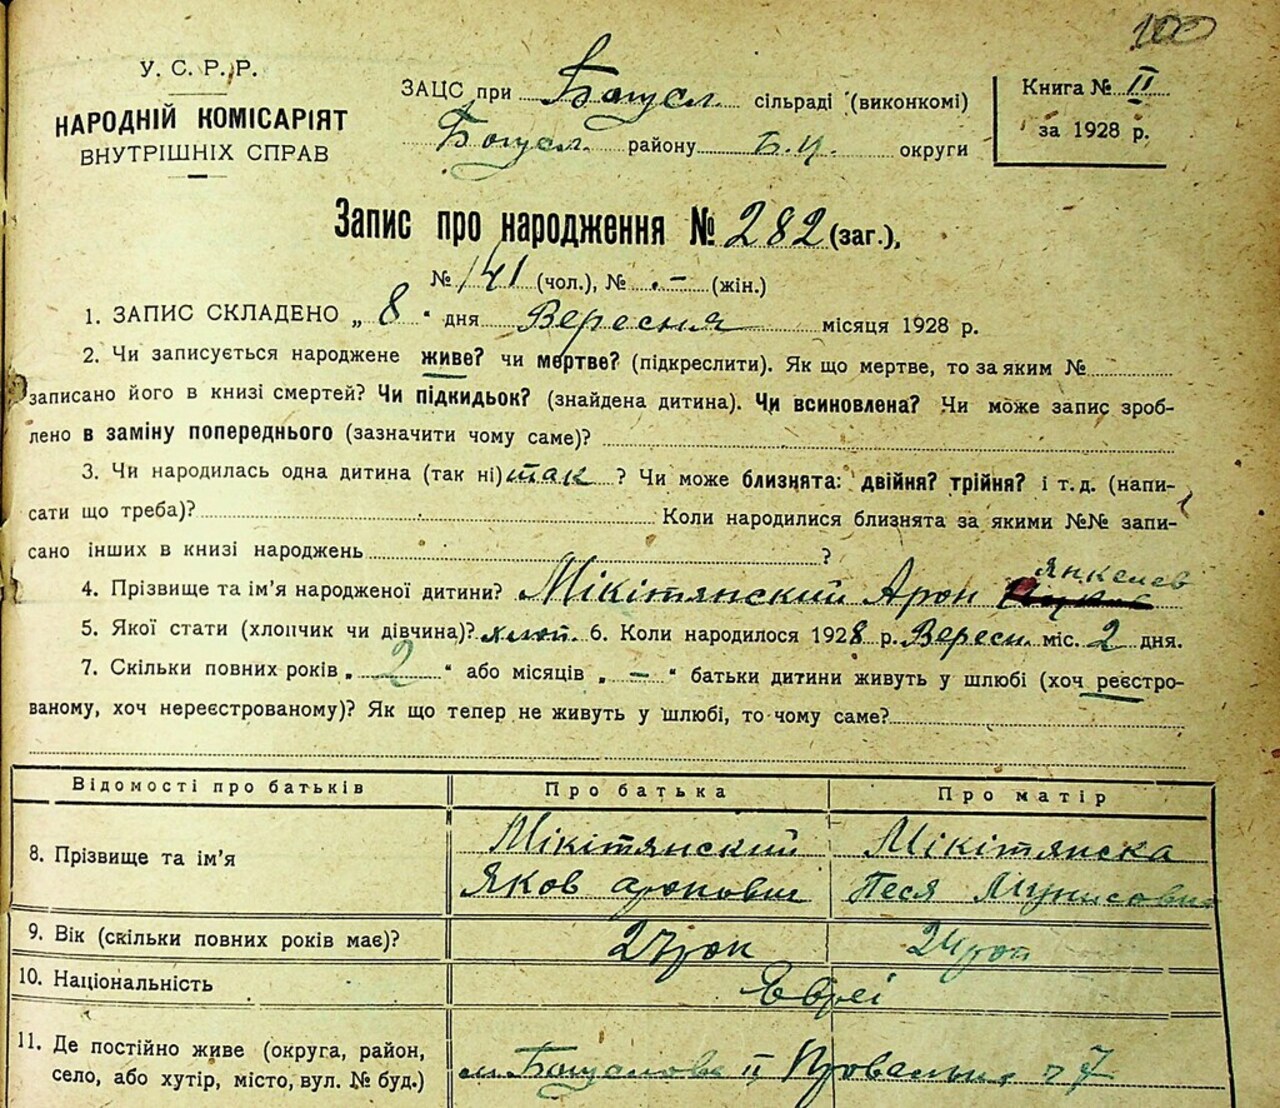 100
У. С. Р. Р.
НАРОДНІЙ КОМІСАРІЯТ
ВНУТРІШНІХ СПРАВ
ЗАЦС при Богусл. сільраді (виконкомі)
Богусл. району Б.Ц. округи
Книга № II
за 1928 р.
Запис про народження № 282 (заг.),
№ 141 (чол.), № - (жін.)
1. ЗАПИС СКЛАДЕНО „ 8 " дня Вересня місяця 1928 р.
2. Чи записується народжене живе? чи мертве? (підкреслити). Як що мертве, то за яким №
записано його в книзі смертей? Чи підкидьок? (знайдена дитина). Чи всиновлена? Чи може запис зроб-
лено в заміну попереднього (зазначити чому саме)?
3. Чи народилась одна дитина (так ні) так ? Чи може близнята: двійня? трійня? і т. д. (напи-
сати що треба)? Коли народилися близнята за якими №№ запи-
сано інших в книзі народжень ?
4. Прізвище та ім'я народженої дитини? Мікітянский Арон Янкелев
5. Якої статі (хлопчик чи дівчина)? хлоп. 6. Коли народилося 1928 р. Вересн. міс. 2 дня.
7. Скільки повних років „ 2 " або місяців „ - " батьки дитини живуть у шлюбі (хоч реєстро-
ваному, хоч нереєстрованому)? Як що тепер не живуть у шлюбі, то чому саме?
Відомості про батьків Про батька Про матір
8. Прізвище та ім'я Мікітянский Мікітянска
Яков аронович Песя
9. Вік (скільки повних років має)? 27 рок 24 рок
10. Національність Євреі
11. Де постійно живе (округа, район,
село, або хутір, місто, вул. № буд.) м. Богуслав II ч 7